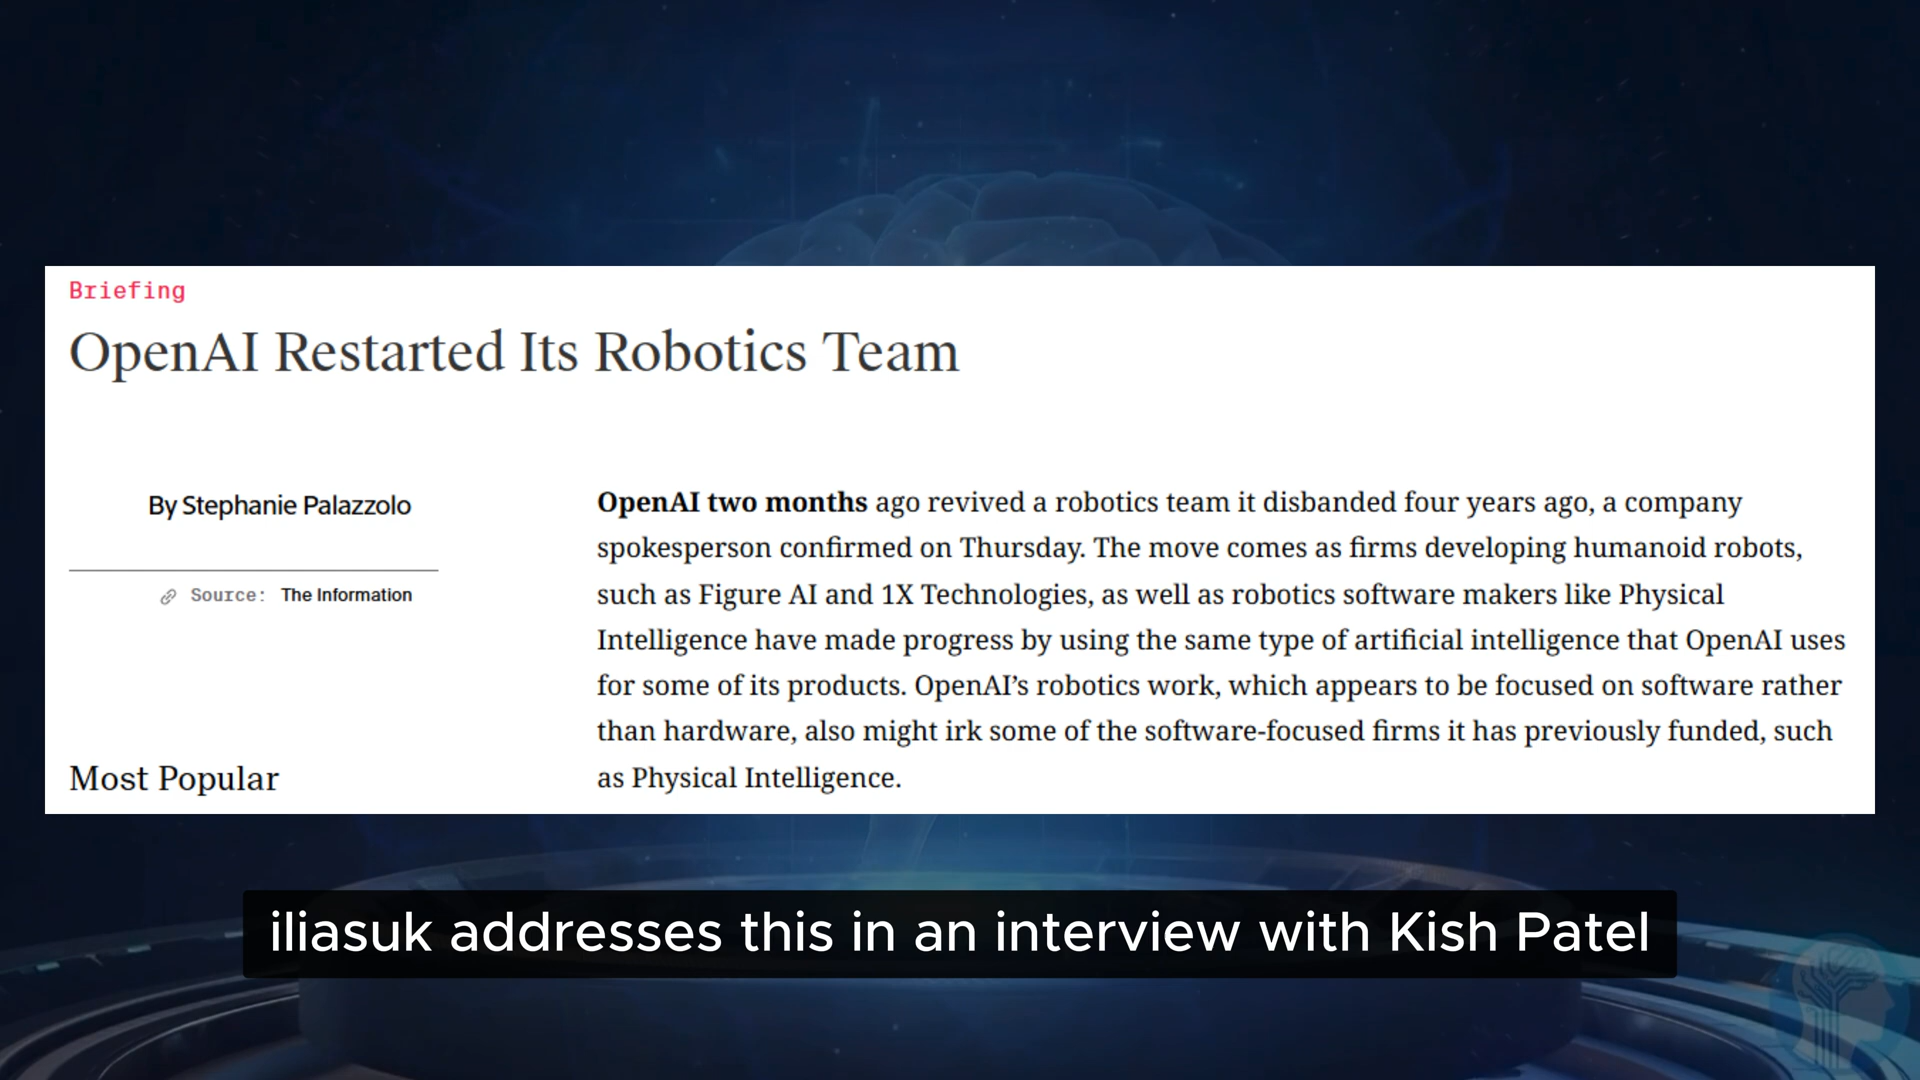 Briefing
OpenAI Restarted Its Robotics Team
By Stephanie Palazzolo
Source: The Information
Most Popular
OpenAI two months ago revived a robotics team it disbanded four years ago, a company
spokesperson confirmed on Thursday. The move comes as firms developing humanoid robots,
such as Figure AI and 1X Technologies, as well as robotics software makers like Physical
Intelligence have made progress by using the same type of artificial intelligence that OpenAI uses
for some of its products. OpenAI’s robotics work, which appears to be focused on software rather
than hardware, also might irk some of the software-focused firms it has previously funded, such
as Physical Intelligence.
iliasuk addresses this in an interview with Kish Patel